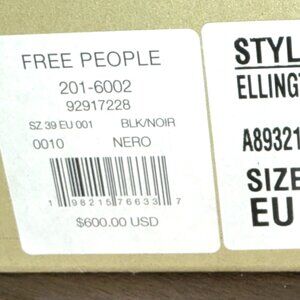 FREE PEOPLE
201-6002
92917228
SZ 39 EU 001 BLK/NOIR
0010 NERO
1 98215 76633 7
$600.00 USD
STYL
ELLING
A89321
SIZE
EU